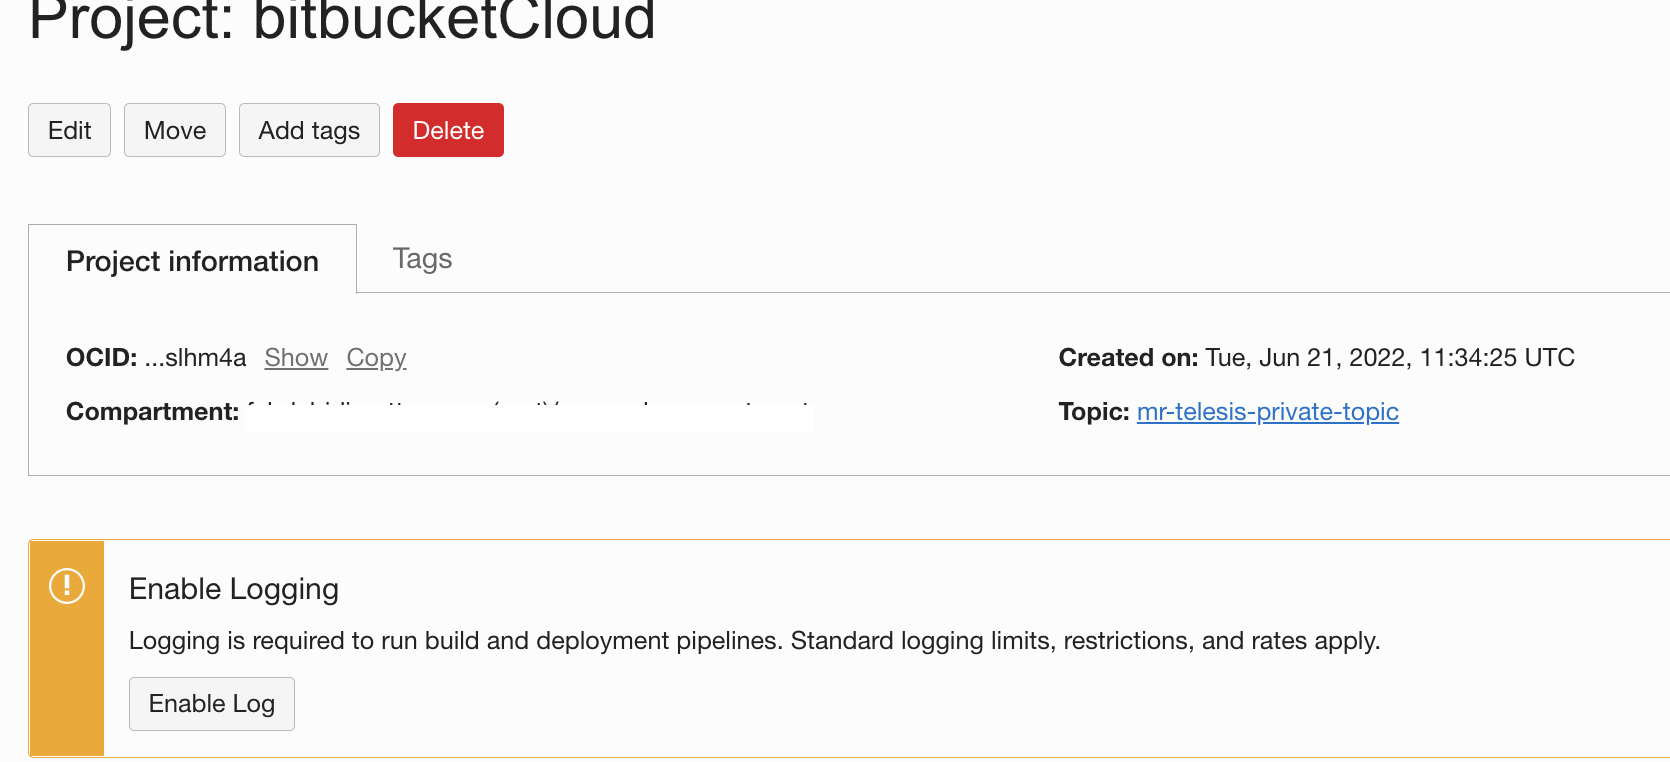 Project: bitbucketCloud
Edit Move Add tags Delete
Project information Tags
OCID: ...slhm4a Show Copy
Created on: Tue, Jun 21, 2022, 11:34:25 UTC
Compartment:
Topic: mr-telesis-private-topic
Enable Logging
Logging is required to run build and deployment pipelines. Standard logging limits, restrictions, and rates apply.
Enable Log